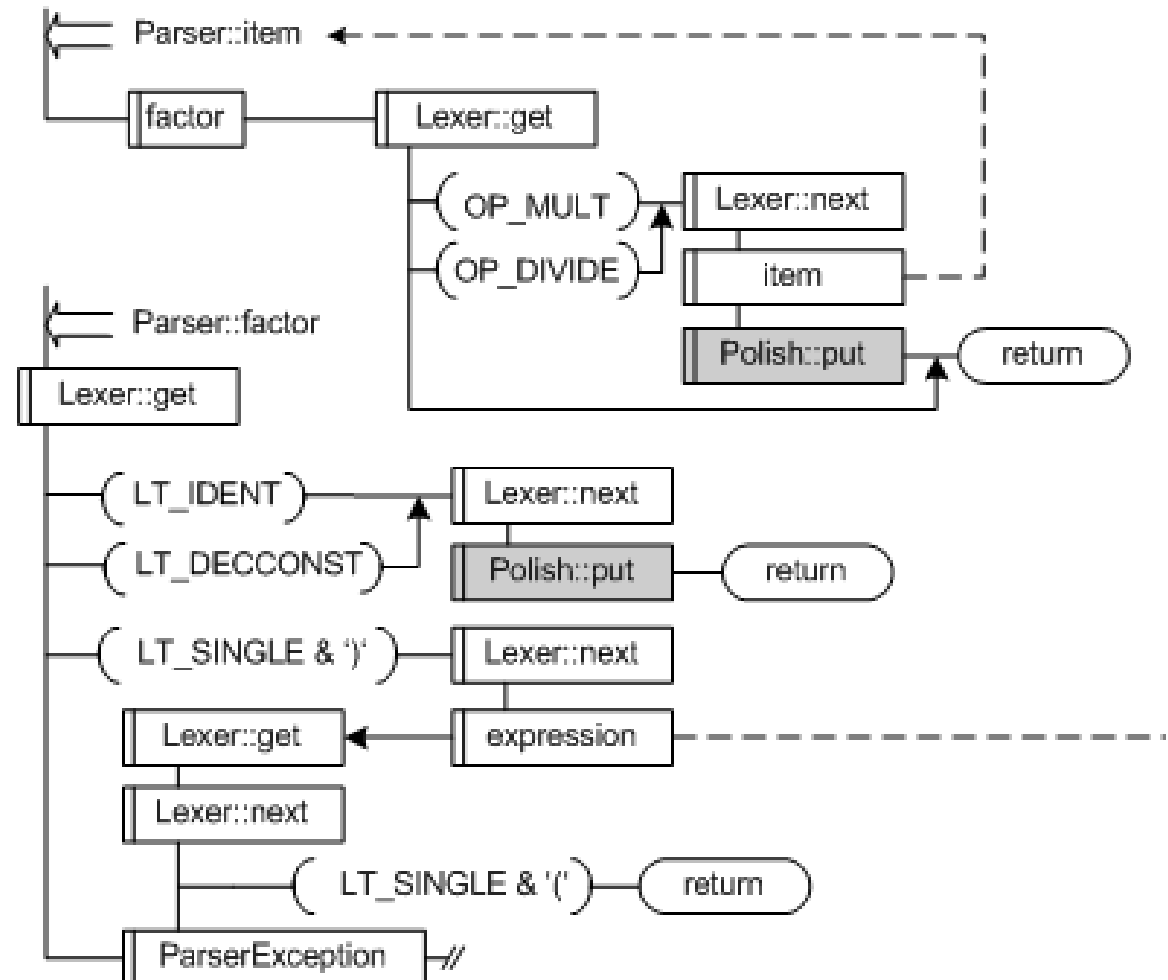 Parser::item
factor
Lexer::get
OP_MULT
Lexer::next
OP_DIVIDE
item
Parser::factor
Polish::put
return
Lexer::get
LT_IDENT
Lexer::next
LT_DECCONST
Polish::put
return
LT_SINGLE & ‘)‘
Lexer::next
Lexer::get
expression
Lexer::next
LT_SINGLE & '(‘
return
ParserException